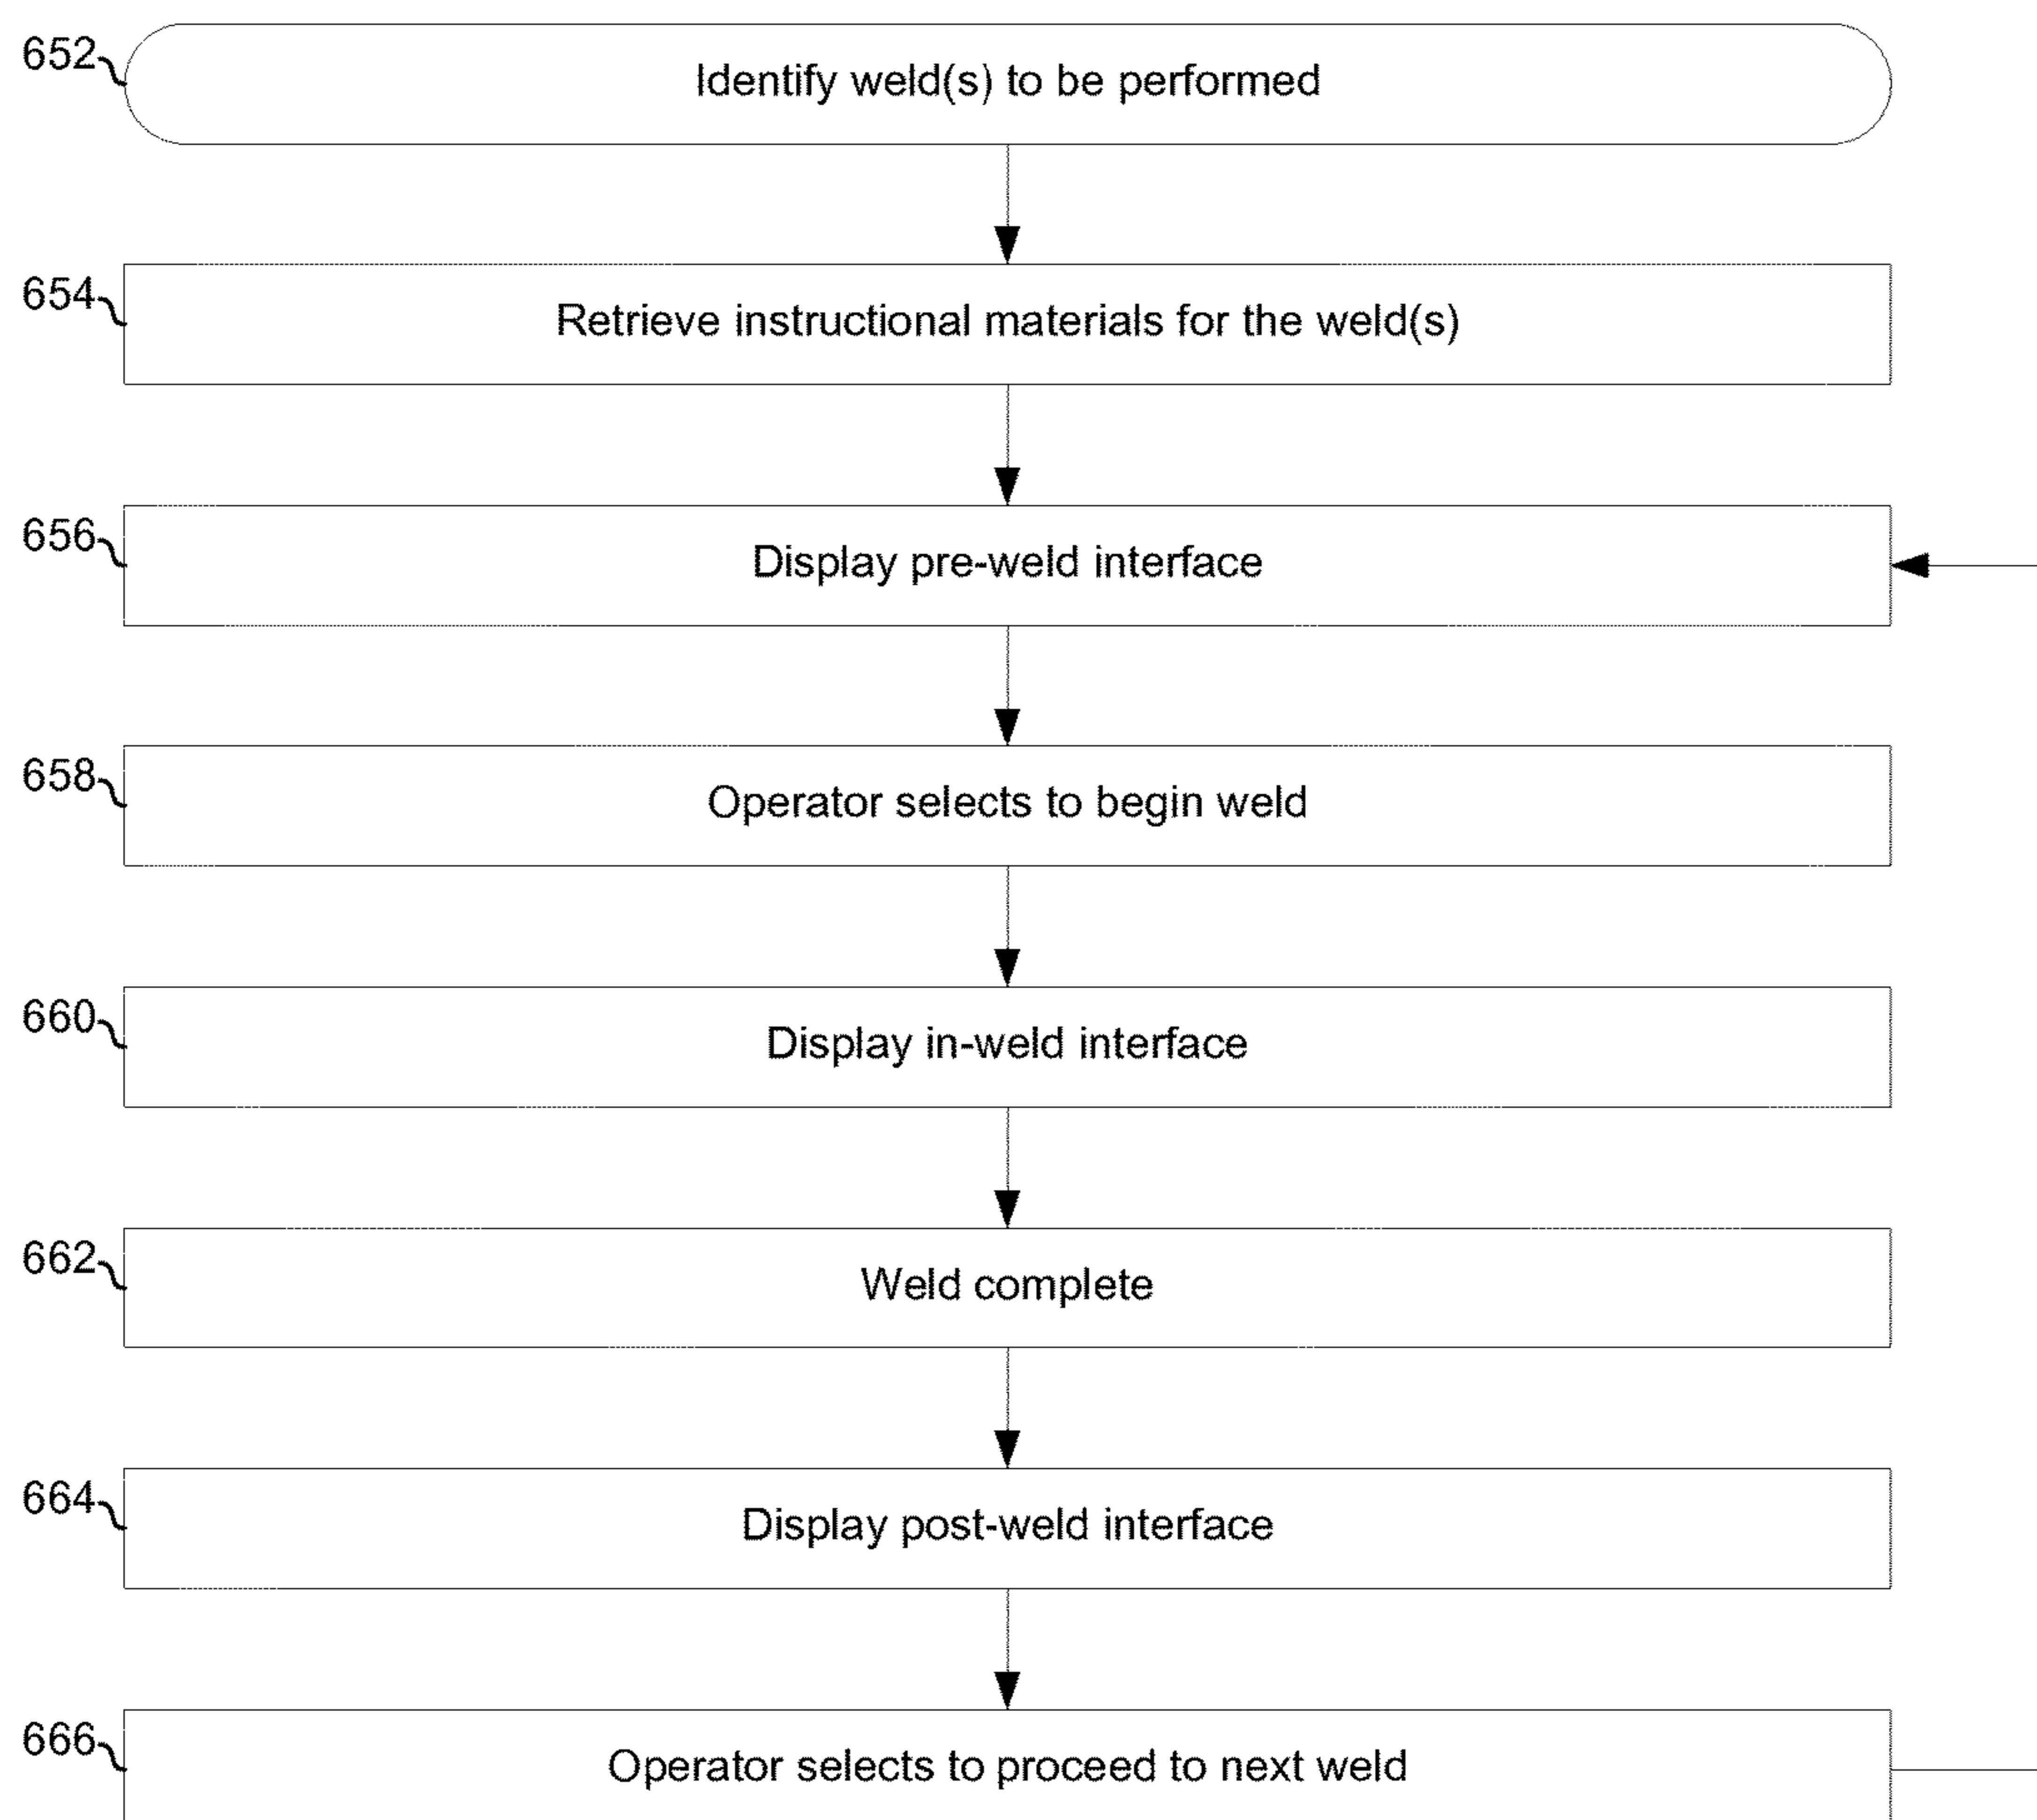 652
Identify weld(s) to be performed
654
Retrieve instructional materials for the weld(s)
656
Display pre-weld interface
658
Operator selects to begin weld
660
Display in-weld interface
662
Weld complete
664
Display post-weld interface
666
Operator selects to proceed to next weld